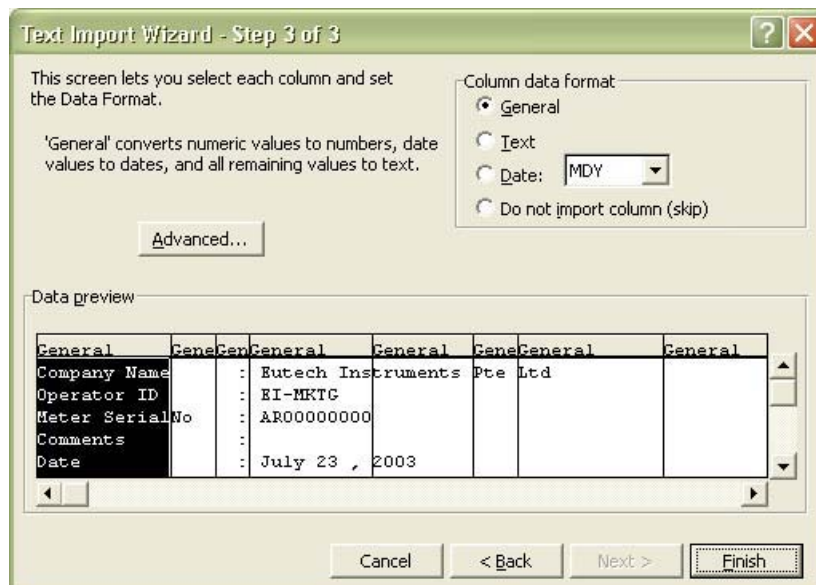 Text Import Wizard - Step 3 of 3
This screen lets you select each column and set
the Data Format.
'General' converts numeric values to numbers, date
values to dates, and all remaining values to text.
Advanced...
Column data format
General
Text
Date: MDY
Do not import column (skip)
Data preview
General Gene Gen General General Gene General General
Company Name : Eutech Instruments Pte Ltd
Operator ID : EI-MKTG
Meter SerialNo : AR00000000
Comments :
Date : July 23 , 2003
Cancel < Back Next > Finish